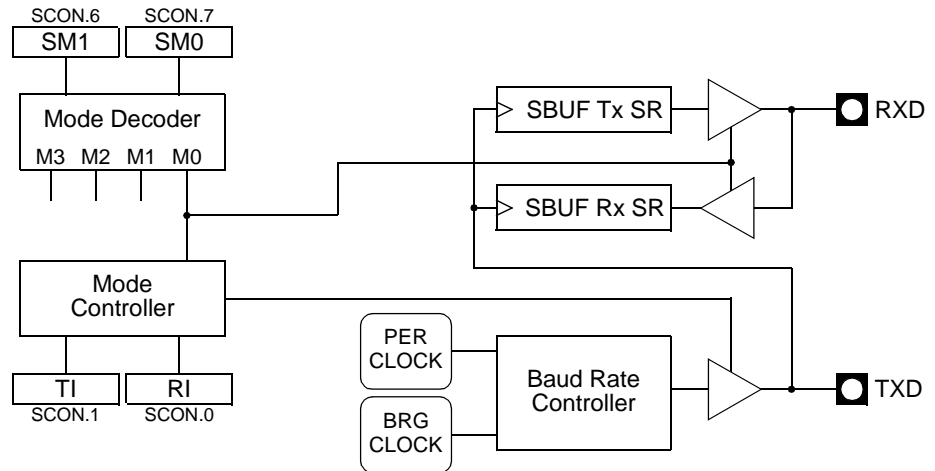 SCON.6 SCON.7
SM1 SM0
Mode Decoder
M3 M2 M1 M0
SBUF Tx SR
RXD
SBUF Rx SR
Mode
Controller
TI RI
SCON.1 SCON.0
PER
CLOCK
BRG
CLOCK
Baud Rate
Controller
TXD